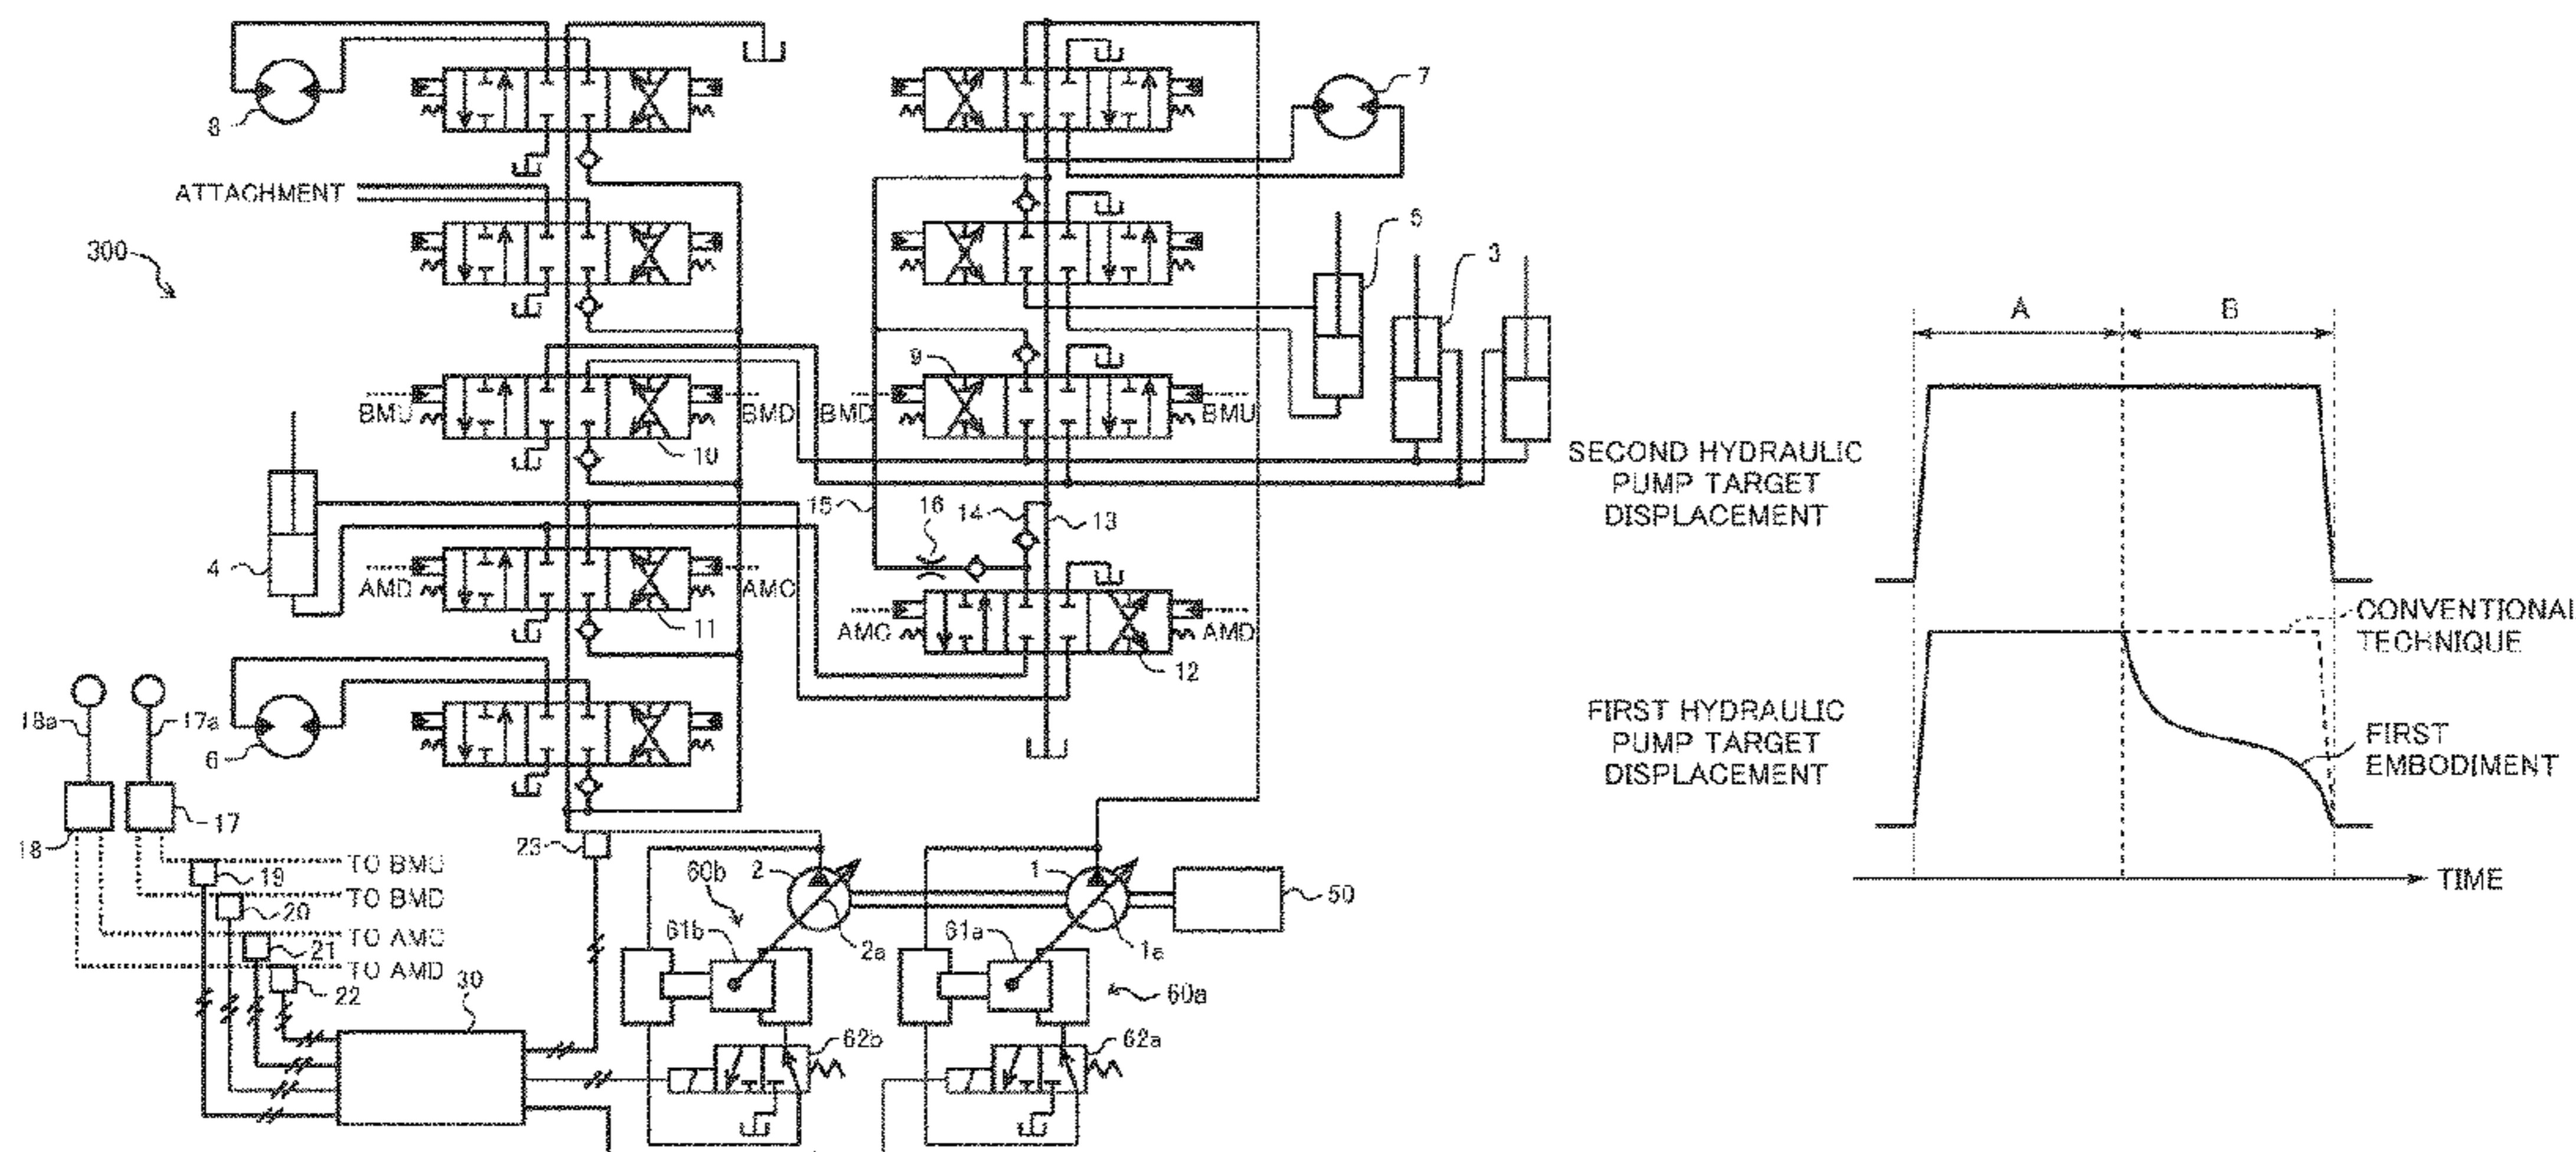 8
7
ATTACHMENT
300
5
3
9
BMU
BMD
BMD
BMU
10
15
16
14
13
4
AMD
AMC
11
AMC
AMD
12
18a
17a
6
18
17
23
TO BMU
19
TO BMD
20
TO AMC
21
TO AMD
22
30
60b
2
2a
61b
62b
1
1a
61a
60a
62a
50
A
B
SECOND HYDRAULIC
PUMP TARGET
DISPLACEMENT
CONVENTIONAL
TECHNIQUE
FIRST HYDRAULIC
PUMP TARGET
DISPLACEMENT
FIRST
EMBODIMENT
TIME